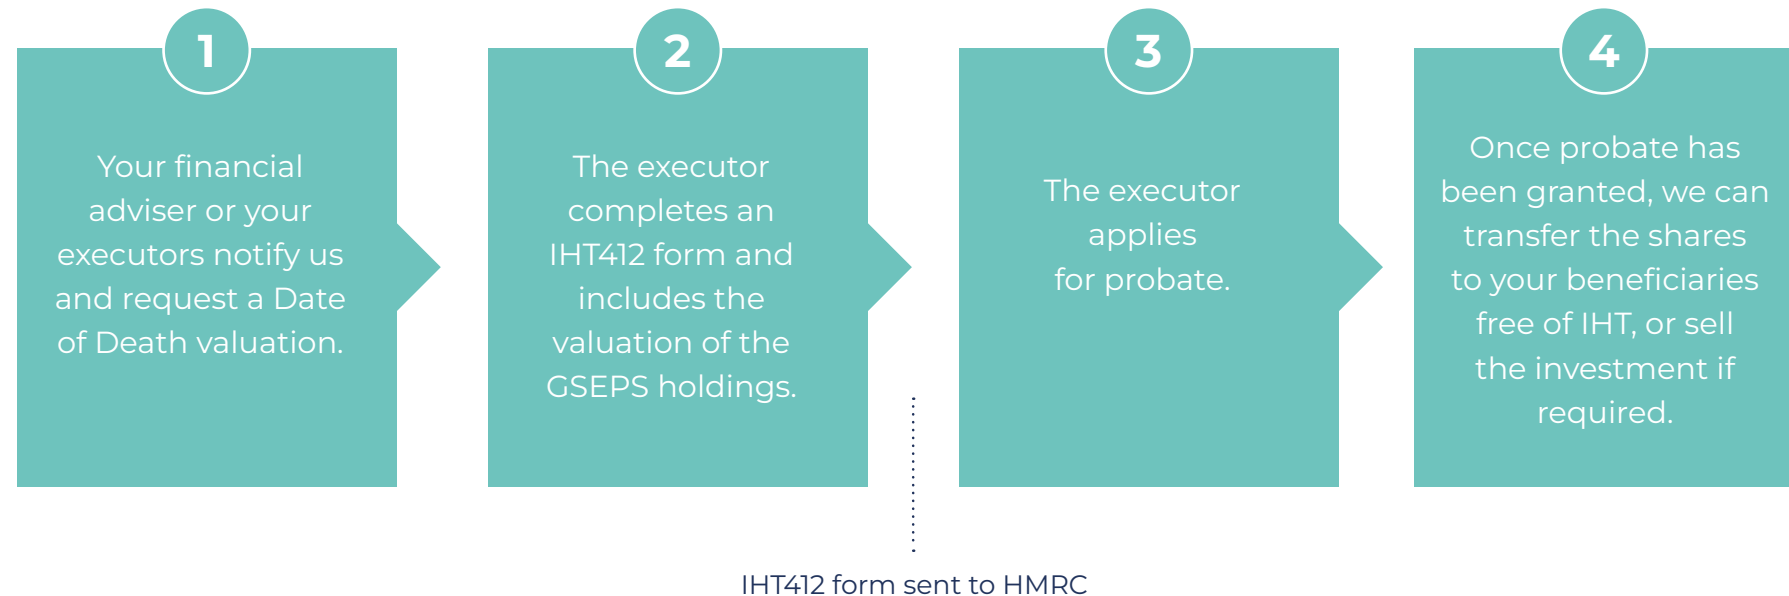 1
Your financial
adviser or your
executors notify us
and request a Date
of Death valuation.
2
The executor
completes an
IHT412 form and
includes the
valuation of the
GSEPS holdings.
IHT412 form sent to HMRC
3
The executor
applies
for probate.
4
Once probate has
been granted, we can
transfer the shares
to your beneficiaries
free of IHT, or sell
the investment if
required.